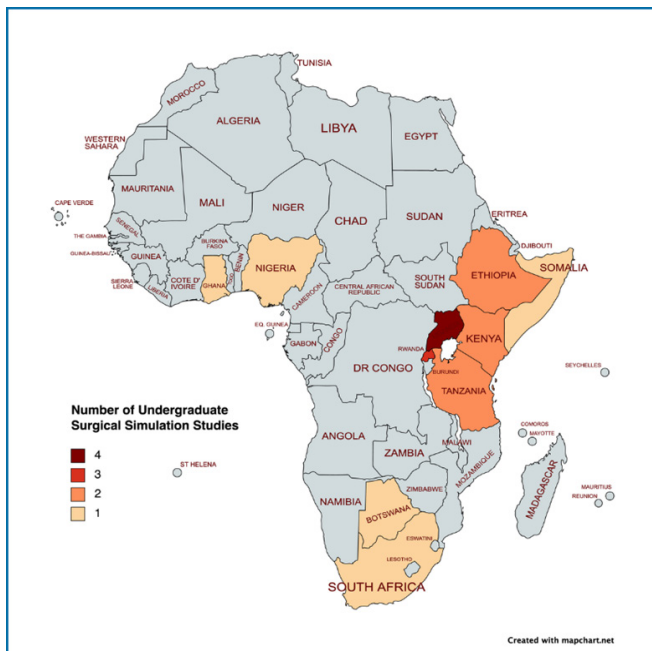 TUNISIA
MOROCCO
ALGERIA
LIBYA
EGYPT
WESTERN
SAHARA
MAURITANIA
MALI
NIGER
CHAD
SUDAN
ERITREA
CAPE VERDE
SENEGAL
THE GAMBIA
GUINEA-BISSAU
GUINEA
BURKINA
FASO
BENIN
TOGO
NIGERIA
DJIBOUTI
SOMALIA
ETHIOPIA
SOUTH
SUDAN
SIERRA
LEONE
LIBERIA
COTE D'
IVOIRE
GHANA
CAMEROON
CENTRAL AFRICAN
REPUBLIC
EQ. GUINEA
GABON
CONGO
DR CONGO
RWANDA
BURUNDI
KENYA
TANZANIA
SEYCHELLES
Number of Undergraduate
Surgical Simulation Studies
4
3
2
1
ST HELENA
ANGOLA
ZAMBIA
MALAWI
MOZAMBIQUE
COMOROS
MAYOTTE
MADAGASCAR
MAURITIUS
REUNION
NAMIBIA
ZIMBABWE
BOTSWANA
ESWATINI
LESOTHO
SOUTH AFRICA
Created with mapchart.net